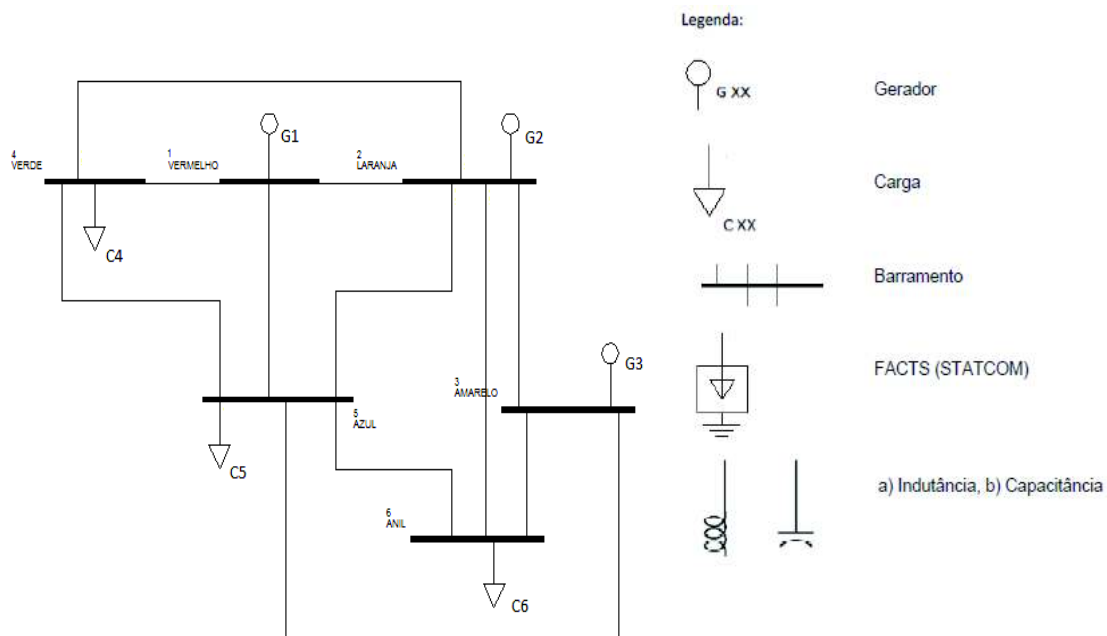 Legenda:
G XX
Gerador
C XX
Carga
Barramento
FACTS (STATCOM)
a) Indutância, b) Capacitância
G1
G2
4
VERDE
1
VERMELHO
2
LARANJA
C4
G3
3
AMARELO
5
AZUL
C5
6
ANIL
C6